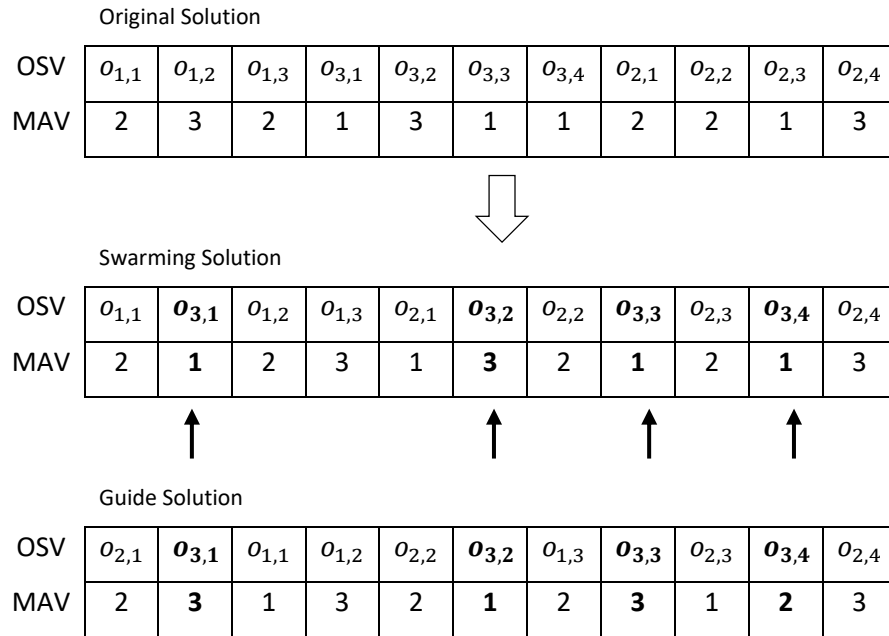 Original Solution
OSV o1,1 o1,2 o1,3 o3,1 o3,2 o3,3 o3,4 o2,1 o2,2 o2,3 o2,4
MAV 2 3 2 1 3 1 1 2 2 1 3
Swarming Solution
OSV o1,1 o3,1 o1,2 o1,3 o2,1 o3,2 o2,2 o3,3 o2,3 o3,4 o2,4
MAV 2 1 2 3 1 3 2 1 2 1 3
Guide Solution
OSV o2,1 o3,1 o1,1 o1,2 o2,2 o3,2 o1,3 o3,3 o2,3 o3,4 o2,4
MAV 2 3 1 3 2 1 2 3 1 2 3